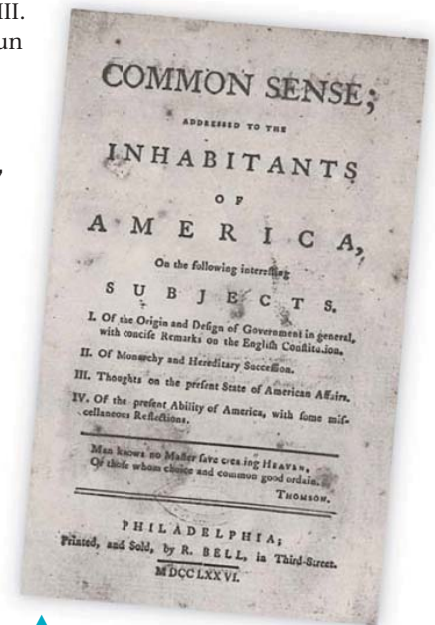 III.
un
,
COMMON SENSE;
ADDRESSED TO THE
INHABITANTS
OF
AMERICA,
On the following interesting
SUBJECTS.
I. Of the Origin and Design of Government in general,
with concise Remarks on the English Constitution.
II. Of Monarchy and Hereditary Succession.
III. Thoughts on the present State of American Affairs.
IV. Of the present Ability of America, with some mis-
cellaneous Reflections.
Man knows no Master save creating HEAVEN,
Or those whom choice and common good ordain.
THOMSON.
PHILADELPHIA;
Printed, and Sold, by R. BELL, in Third-Street.
MDCCLXXVI.